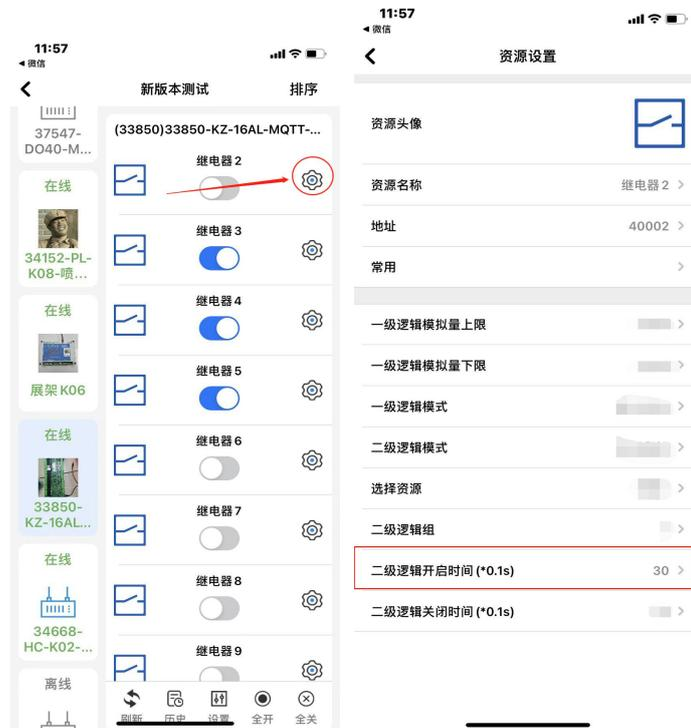 11:57
微信
新版本测试
排序
37547-
DO40-M...
在线
34152-PL-
K08-喷...
在线
展架K06
在线
33850-
KZ-16AL...
在线
34668-
HC-K02-...
离线
(33850)33850-KZ-16AL-MQTT-...
继电器2
继电器3
继电器4
继电器5
继电器6
继电器7
继电器8
继电器9
刷新
历史
设置
全开
全关
11:57
微信
资源设置
资源头像
资源名称 继电器2
地址 40002
常用
一级逻辑模拟量上限
一级逻辑模拟量下限
一级逻辑模式
二级逻辑模式
选择资源
二级逻辑组
二级逻辑开启时间(*0.1s) 30
二级逻辑关闭时间(*0.1s)